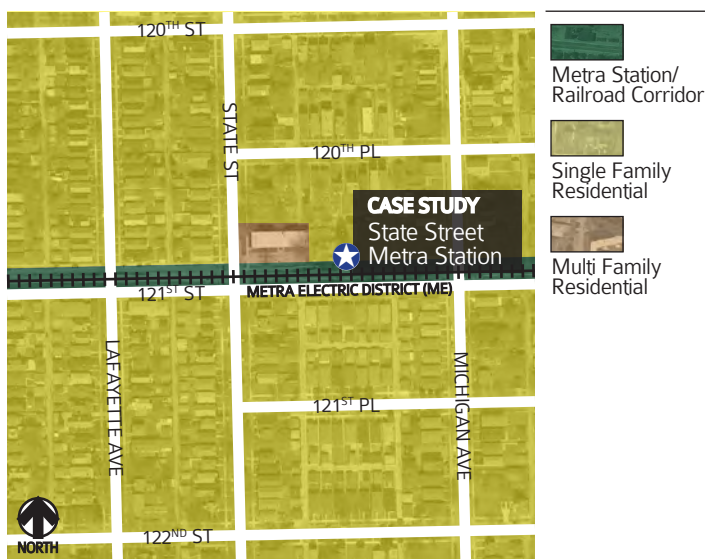 120TH ST
STATE ST
120TH PL
CASE STUDY
State Street
Metra Station
121ST ST
METRA ELECTRIC DISTRICT (ME)
LAFAYETTE AVE
MICHIGAN AVE
121ST PL
122ND ST
NORTH
Metra Station/
Railroad Corridor
Single Family
Residential
Multi Family
Residential